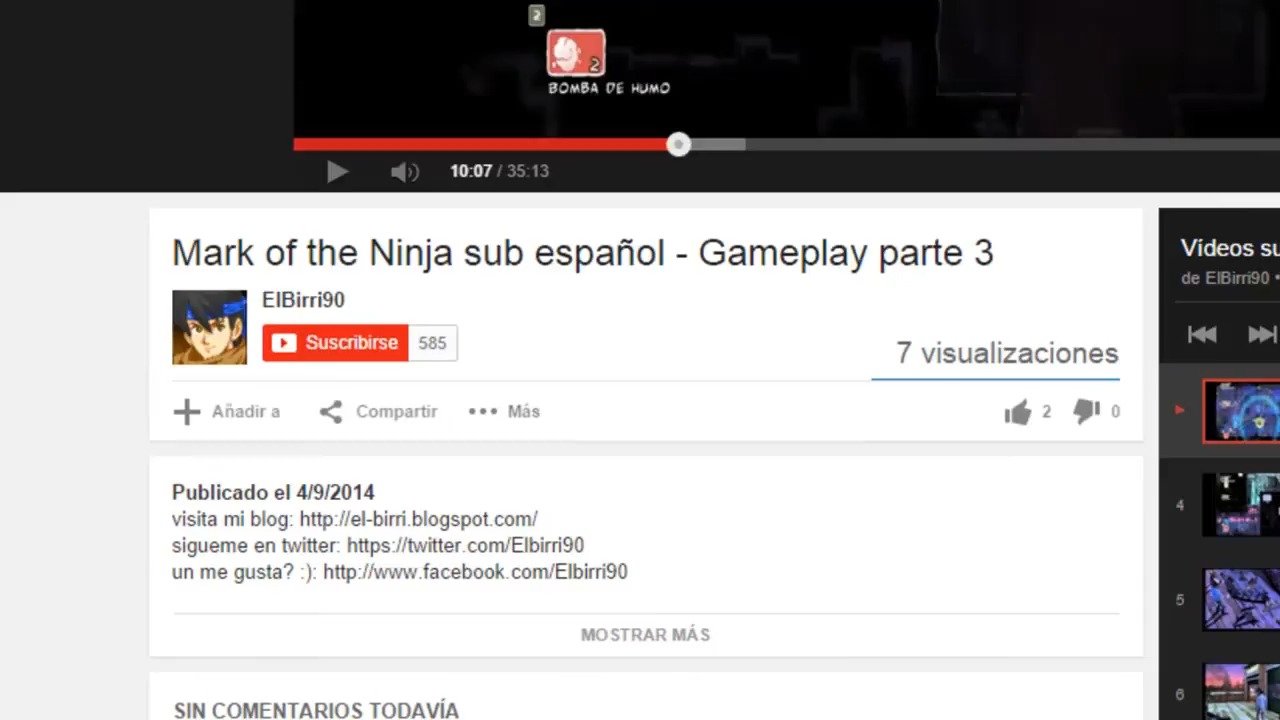 2
2
BOMBA DE HUMO
10:07 / 35:13
Mark of the Ninja sub español - Gameplay parte 3
ElBirri90
Suscribirse 585
7 visualizaciones
Añadir a Compartir Más 2 0
Publicado el 4/9/2014
visita mi blog: http://el-birri.blogspot.com/
sigueme en twitter: https://twitter.com/Elbirri90
un me gusta? :): http://www.facebook.com/Elbirri90
MOSTRAR MÁS
SIN COMENTARIOS TODAVÍA
Vídeos su
de ElBirri90 •
4
5
6